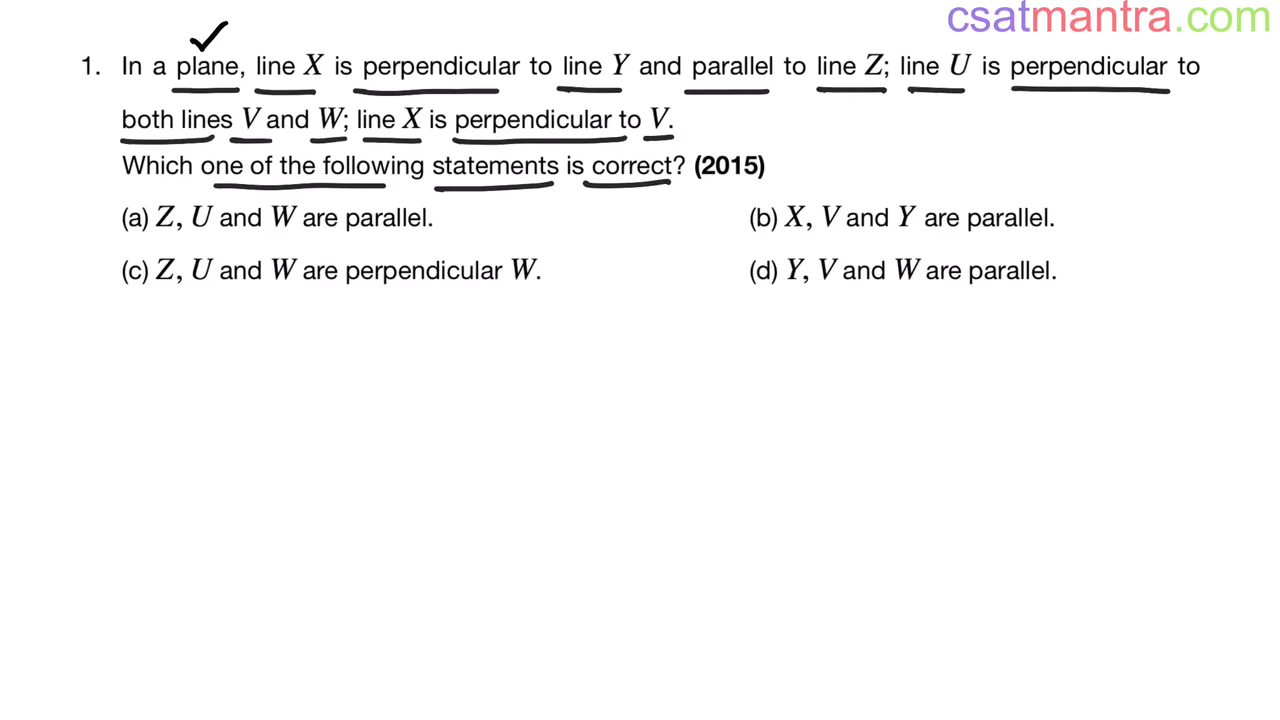 csatmantra.com
1. In a plane, line X is perpendicular to line Y and parallel to line Z; line U is perpendicular to
both lines V and W; line X is perpendicular to V.
Which one of the following statements is correct? (2015)
(a) Z, U and W are parallel. (b) X, V and Y are parallel.
(c) Z, U and W are perpendicular W. (d) Y, V and W are parallel.